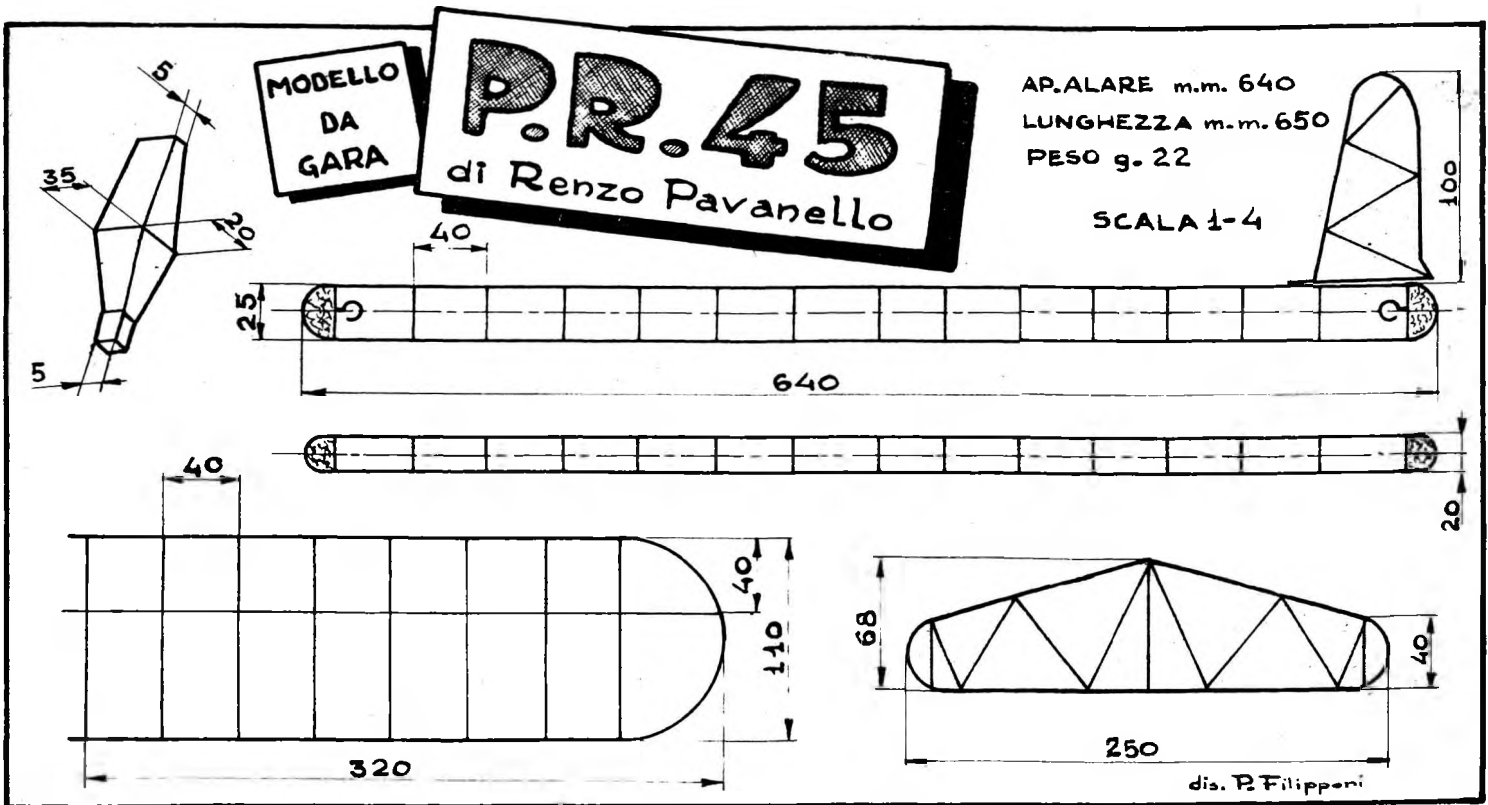 MODELLO
DA
GARA
P.R.45
di Renzo Pavanello
AP.ALARE m.m. 640
LUNGHEZZA m.m. 650
PESO g. 22
SCALA 1-4
5
35
20
5
40
25
640
100
20
40
40
110
320
68
40
250
dis. P. Filipponi